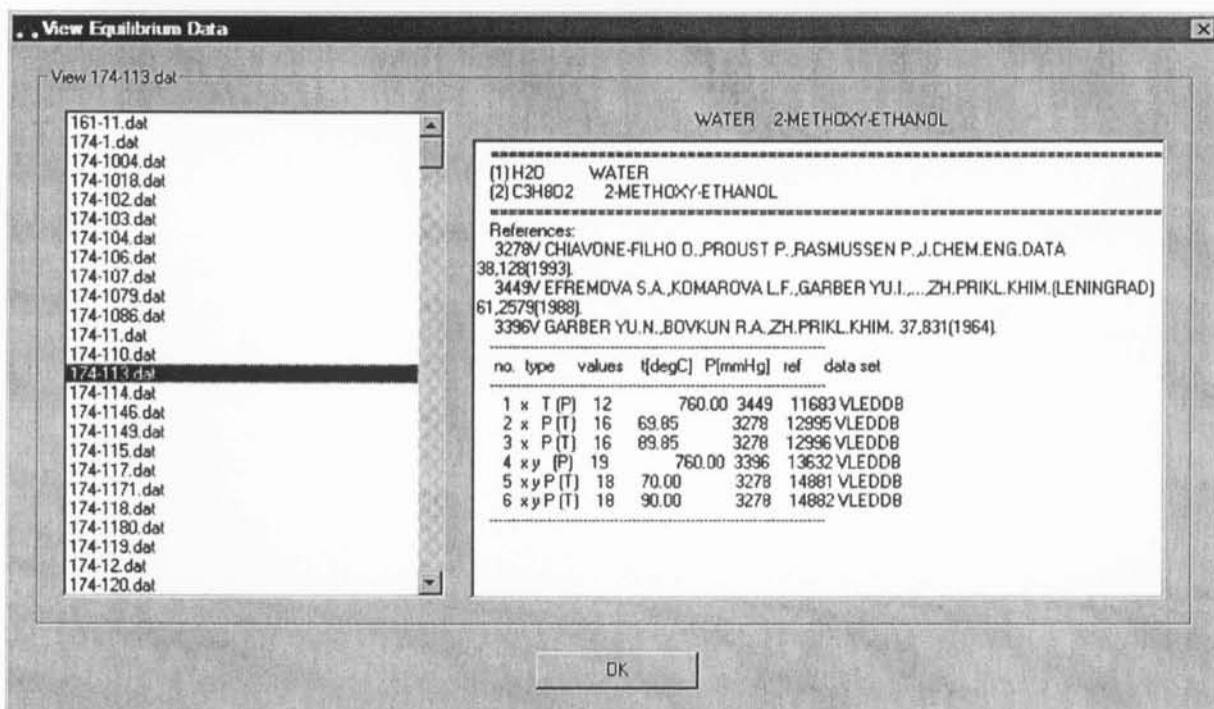 View Equilibrium Data
View 174-113.dat
161-11.dat
174-1.dat
174-1004.dat
174-1018.dat
174-102.dat
174-103.dat
174-104.dat
174-106.dat
174-107.dat
174-1079.dat
174-1086.dat
174-11.dat
174-110.dat
174-113.dat
174-114.dat
174-1146.dat
174-1149.dat
174-115.dat
174-117.dat
174-1171.dat
174-118.dat
174-1180.dat
174-119.dat
174-12.dat
174-120.dat
WATER 2-METHOXY-ETHANOL
(1) H2O WATER
(2) C3H8O2 2-METHOXY-ETHANOL
References:
3278V CHIAVONE-FILHO O.,PROUST P.,RASMUSSEN P.,J.CHEM.ENG.DATA
38,128(1993).
3449V EFREMOVA S.A.,KOMAROVA L.F.,GARBER YU.I.,...,ZH.PRIKL.KHIM.(LENINGRAD)
61,2579(1988).
3396V GARBER YU.N.,BOVKUN R.A.,ZH.PRIKL.KHIM. 37,831(1964).
no. type values t[degC] P[mmHg] ref data set
1 x T (P) 12 760.00 3449 11683 VLEDDB
2 x P (T) 16 69.85 3278 12995 VLEDDB
3 x P (T) 16 89.85 3278 12996 VLEDDB
4 x y (P) 19 760.00 3396 13632 VLEDDB
5 x y P (T) 18 70.00 3278 14881 VLEDDB
6 x y P (T) 18 90.00 3278 14882 VLEDDB
OK